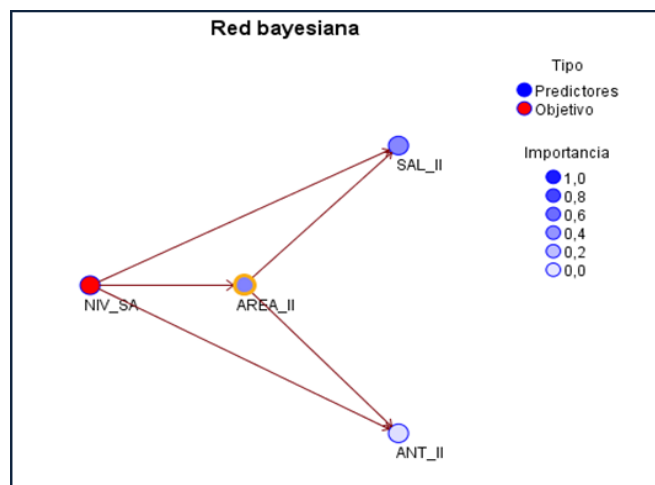 Red bayesiana
Tipo
Predictores
Objetivo
Importancia
1,0
0,8
0,6
0,4
0,2
0,0
SAL_II
NIV_SA
AREA_II
ANT_II